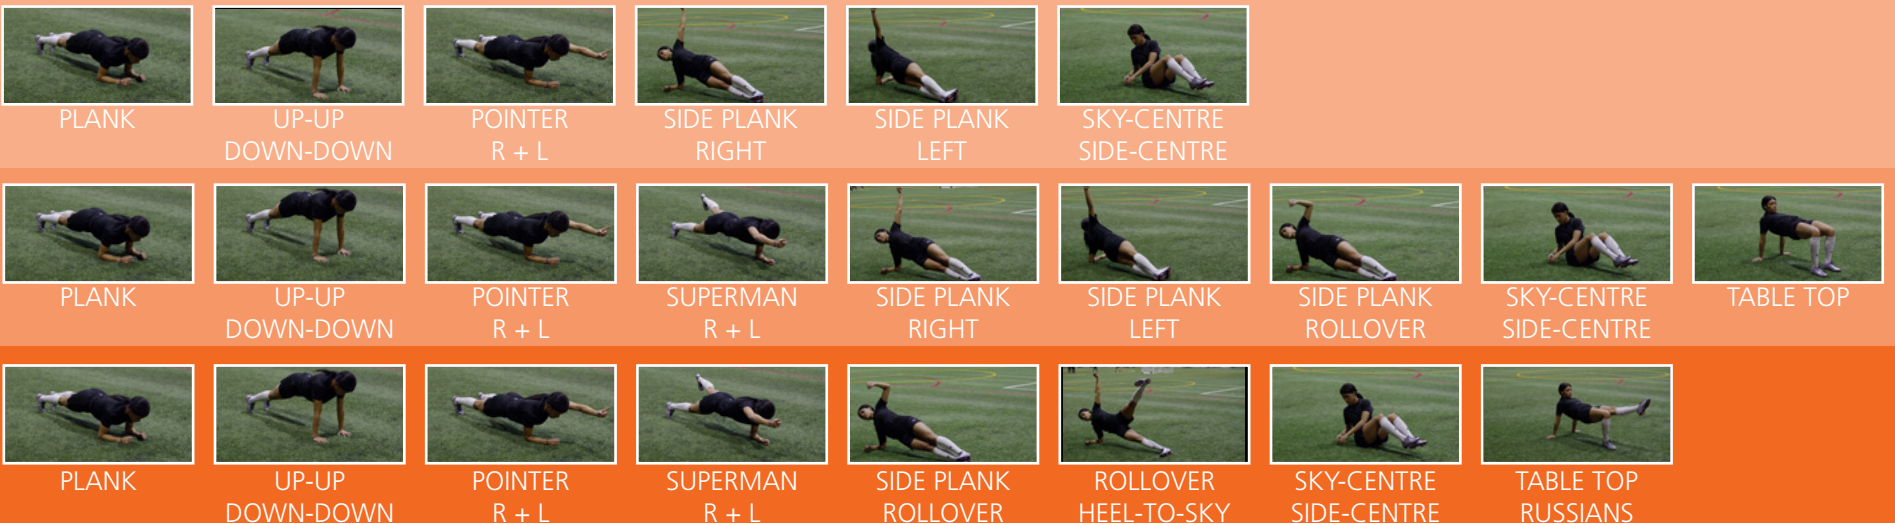 PLANK
UP-UP
DOWN-DOWN
POINTER
R + L
SIDE PLANK
RIGHT
SIDE PLANK
LEFT
SKY-CENTRE
SIDE-CENTRE
PLANK
UP-UP
DOWN-DOWN
POINTER
R + L
SUPERMAN
R + L
SIDE PLANK
RIGHT
SIDE PLANK
LEFT
SIDE PLANK
ROLLOVER
SKY-CENTRE
SIDE-CENTRE
TABLE TOP
PLANK
UP-UP
DOWN-DOWN
POINTER
R + L
SUPERMAN
R + L
SIDE PLANK
ROLLOVER
ROLLOVER
HEEL-TO-SKY
SKY-CENTRE
SIDE-CENTRE
TABLE TOP
RUSSIANS